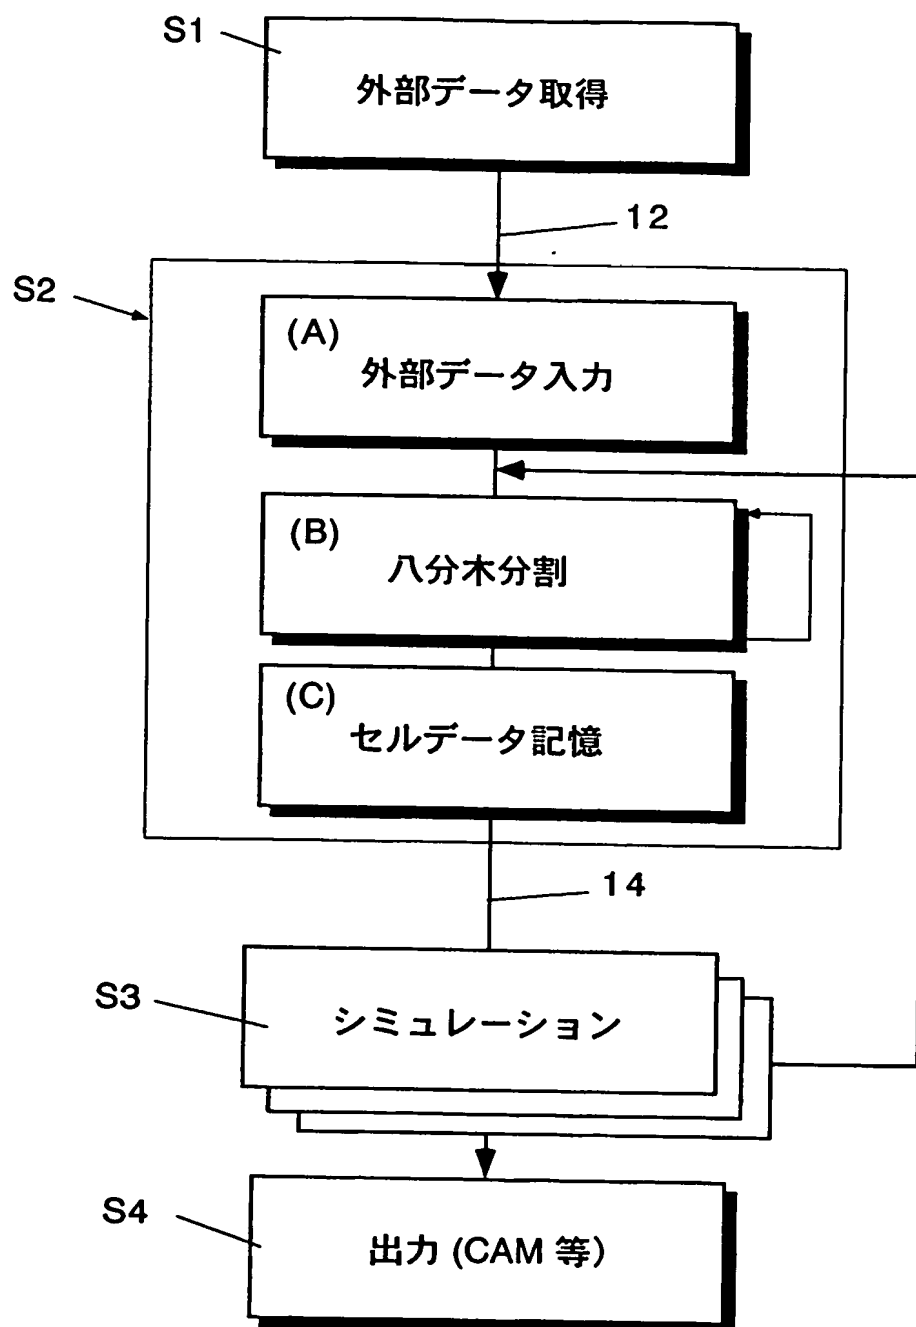 S1
外部データ取得
12
S2
(A)
外部データ入力
(B)
八分木分割
(C)
セルデータ記憶
14
S3
シミュレーション
S4
出力 (CAM 等)